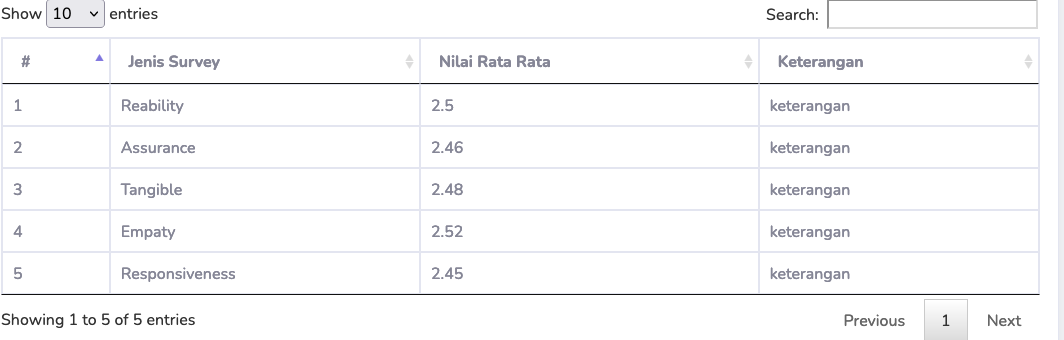 Show 10 entries Search:
# Jenis Survey Nilai Rata Rata Keterangan
1 Reability 2.5 keterangan
2 Assurance 2.46 keterangan
3 Tangible 2.48 keterangan
4 Empaty 2.52 keterangan
5 Responsiveness 2.45 keterangan
Showing 1 to 5 of 5 entries Previous 1 Next